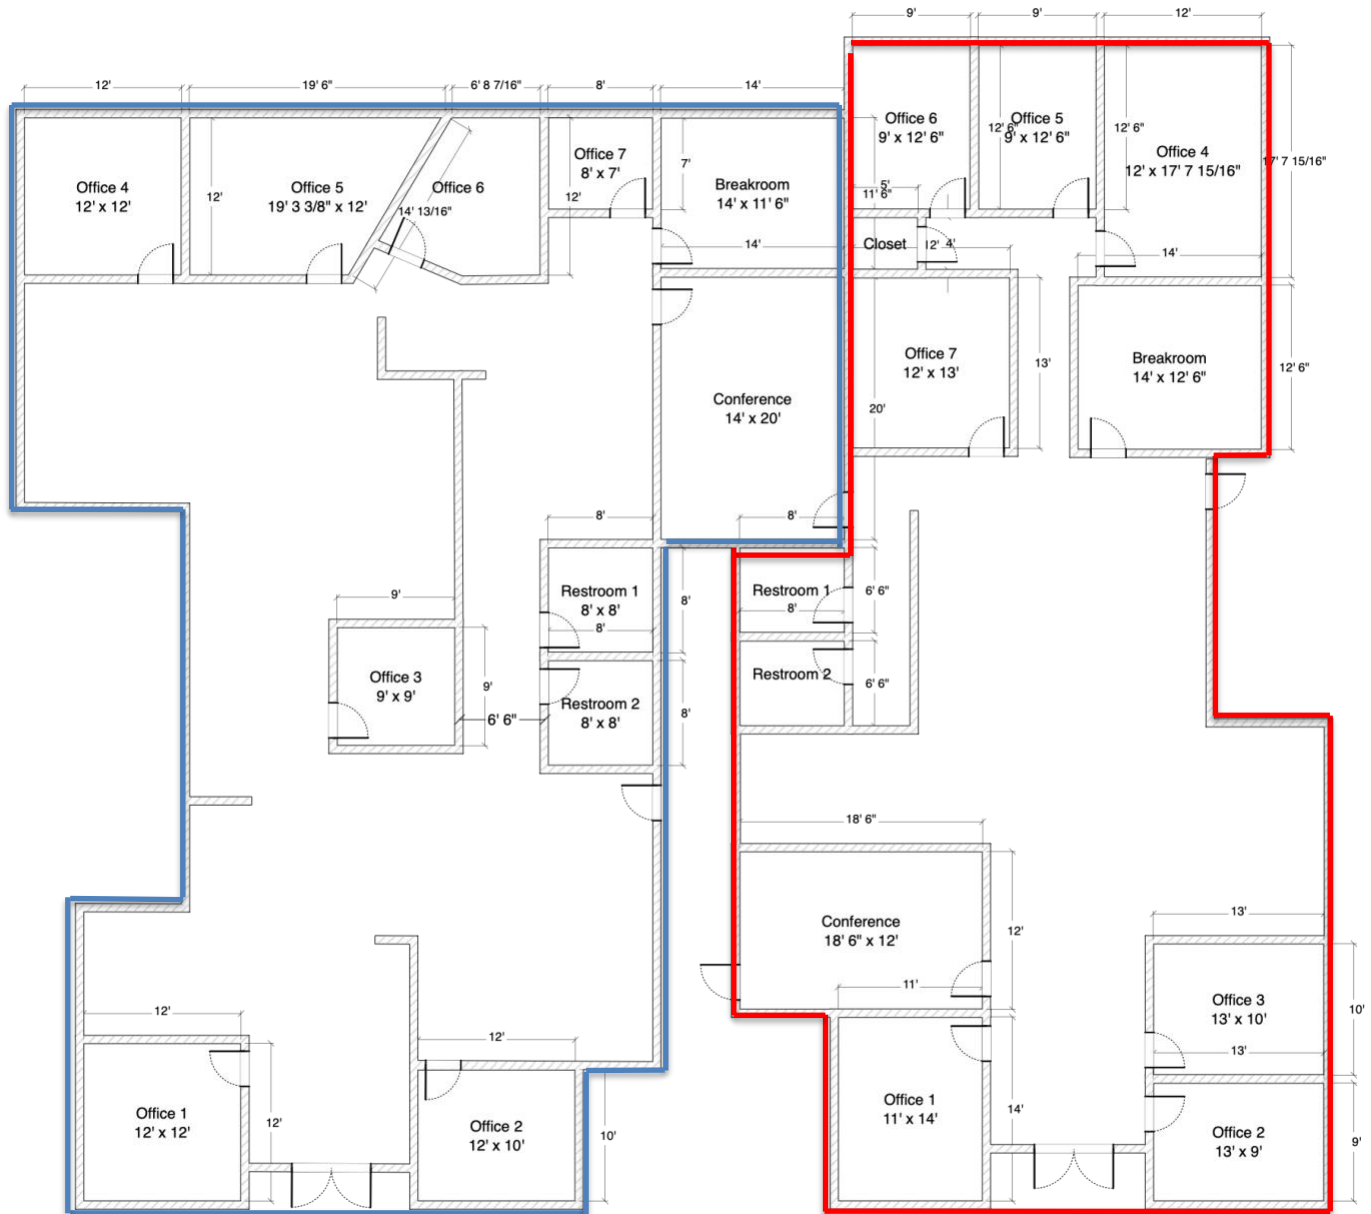 9'
9'
12'
12'
19' 6"
6' 8 7/16"
8'
14'
Office 4
12' x 12'
12'
Office 5
19' 3 3/8" x 12'
Office 6
14' 13/16"
Office 7
8' x 7'
12'
7'
Breakroom
14' x 11' 6"
14'
11' 6"
5'
Office 6
9' x 12' 6"
12' 6"
Office 5
9' x 12' 6"
12' 6"
Office 4
12' x 17' 7 15/16"
17' 7 15/16"
Closet
12'
4'
14'
Conference
14' x 20'
20'
Office 7
12' x 13'
13'
Breakroom
14' x 12' 6"
12' 6"
8'
8'
Restroom 1
8' x 8'
8'
8'
Restroom 1
8'
6' 6"
9'
Office 3
9' x 9'
9'
6' 6"
Restroom 2
8' x 8'
8'
Restroom 2
6' 6"
18' 6"
Conference
18' 6" x 12'
12'
11'
13'
Office 3
13' x 10'
13'
10'
12'
Office 1
12' x 12'
12'
12'
Office 2
12' x 10'
10'
Office 1
11' x 14'
14'
Office 2
13' x 9'
9'